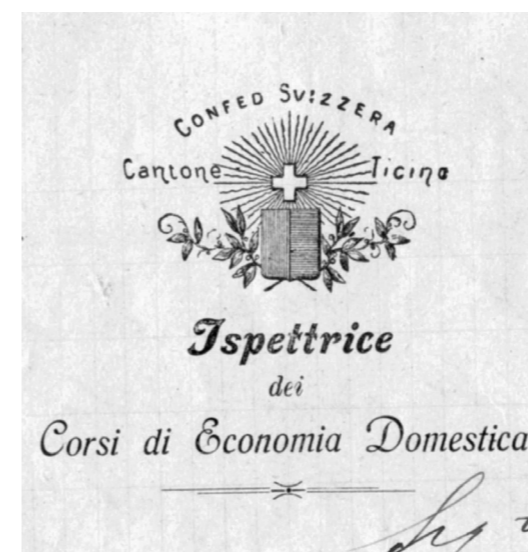 CONFED SVIZZERA
Cantone Ticino
Ispettrice
dei
Corsi di Economia Domestica